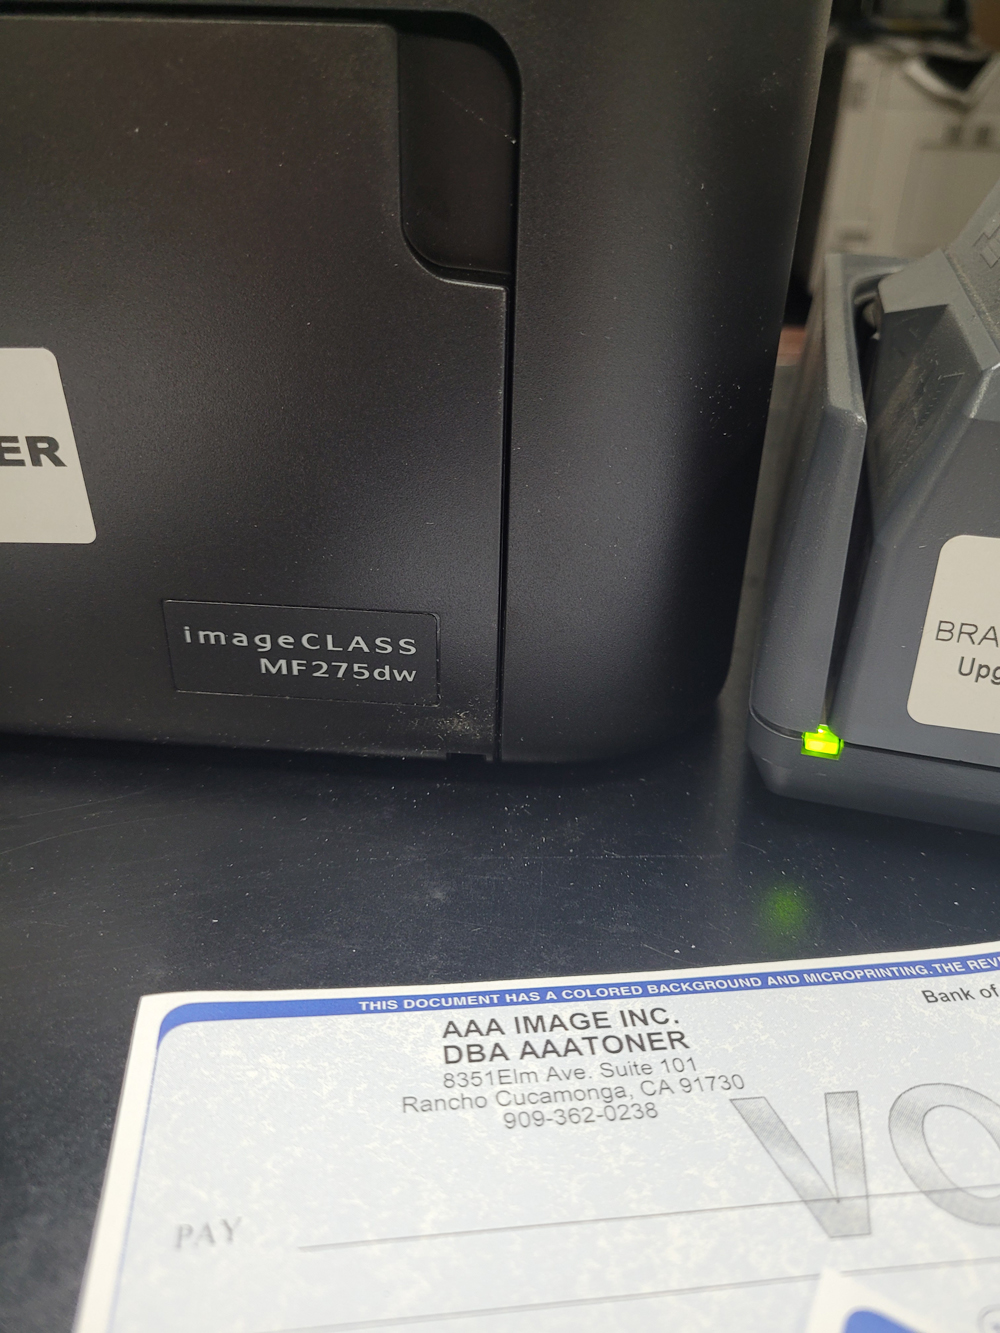 ER
imageCLASS
MF275dw
BRA
Upg
THIS DOCUMENT HAS A COLORED BACKGROUND AND MICROPRINTING. THE REV
Bank of
AAA IMAGE INC.
DBA AAATONER
8351Elm Ave. Suite 101
Rancho Cucamonga, CA 91730
909-362-0238
VO
PAY